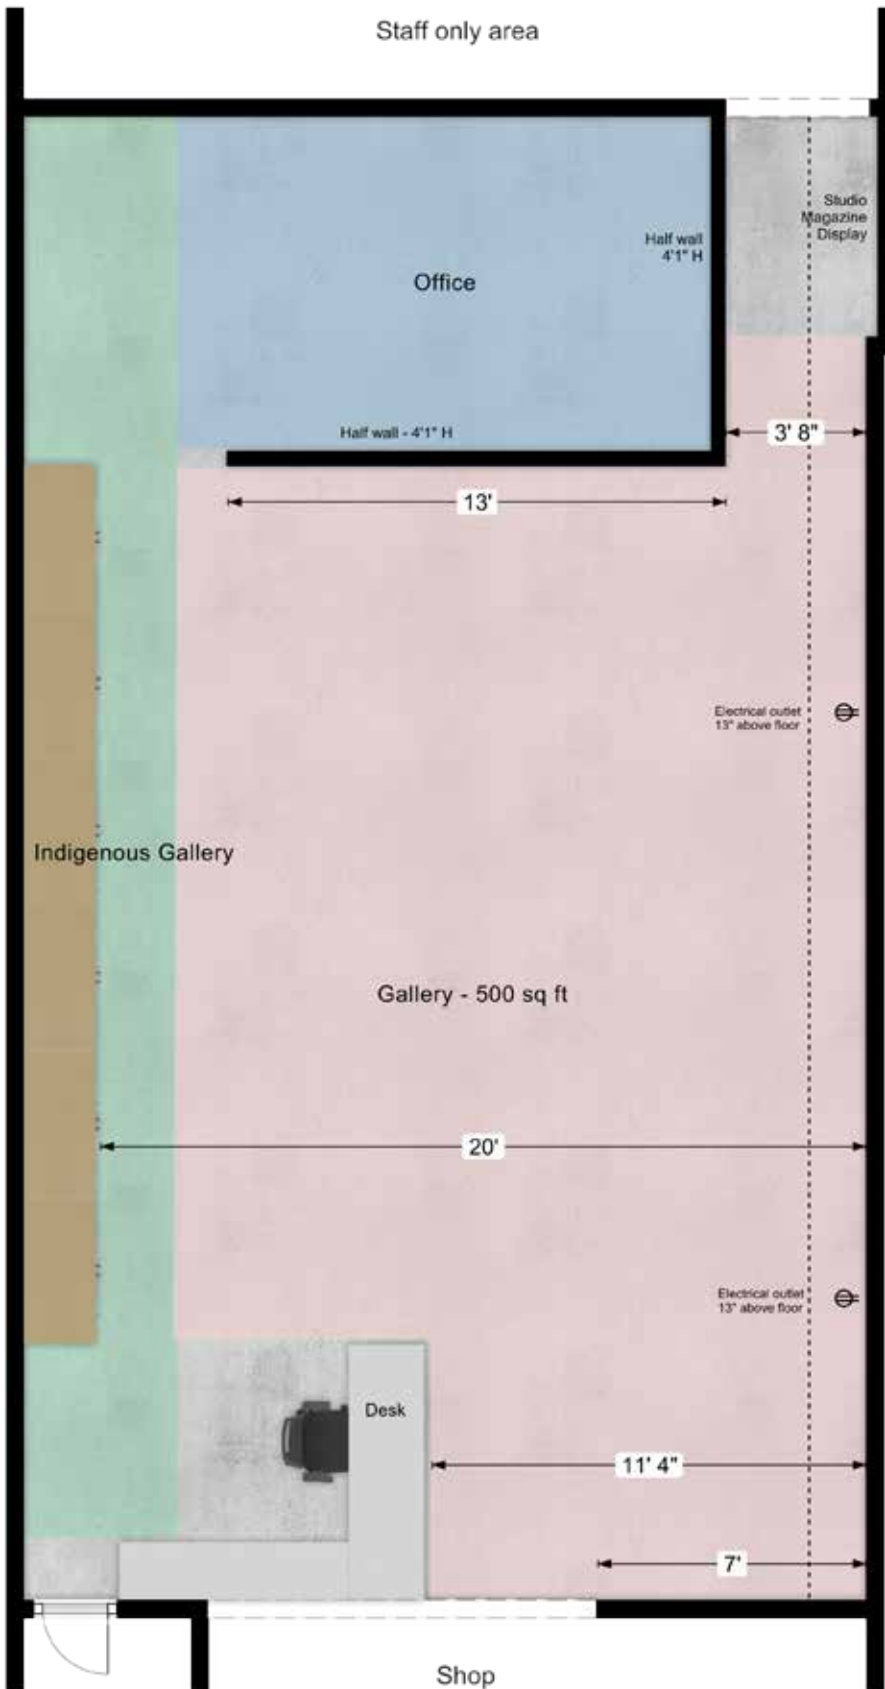 Staff only area
Studio
Magazine
Display
Half wall
4'1" H
Office
Half wall - 4'1" H
3' 8"
13'
Electrical outlet
13" above floor
Indigenous Gallery
Gallery - 500 sq ft
20'
Electrical outlet
13" above floor
Desk
11' 4"
7'
Shop